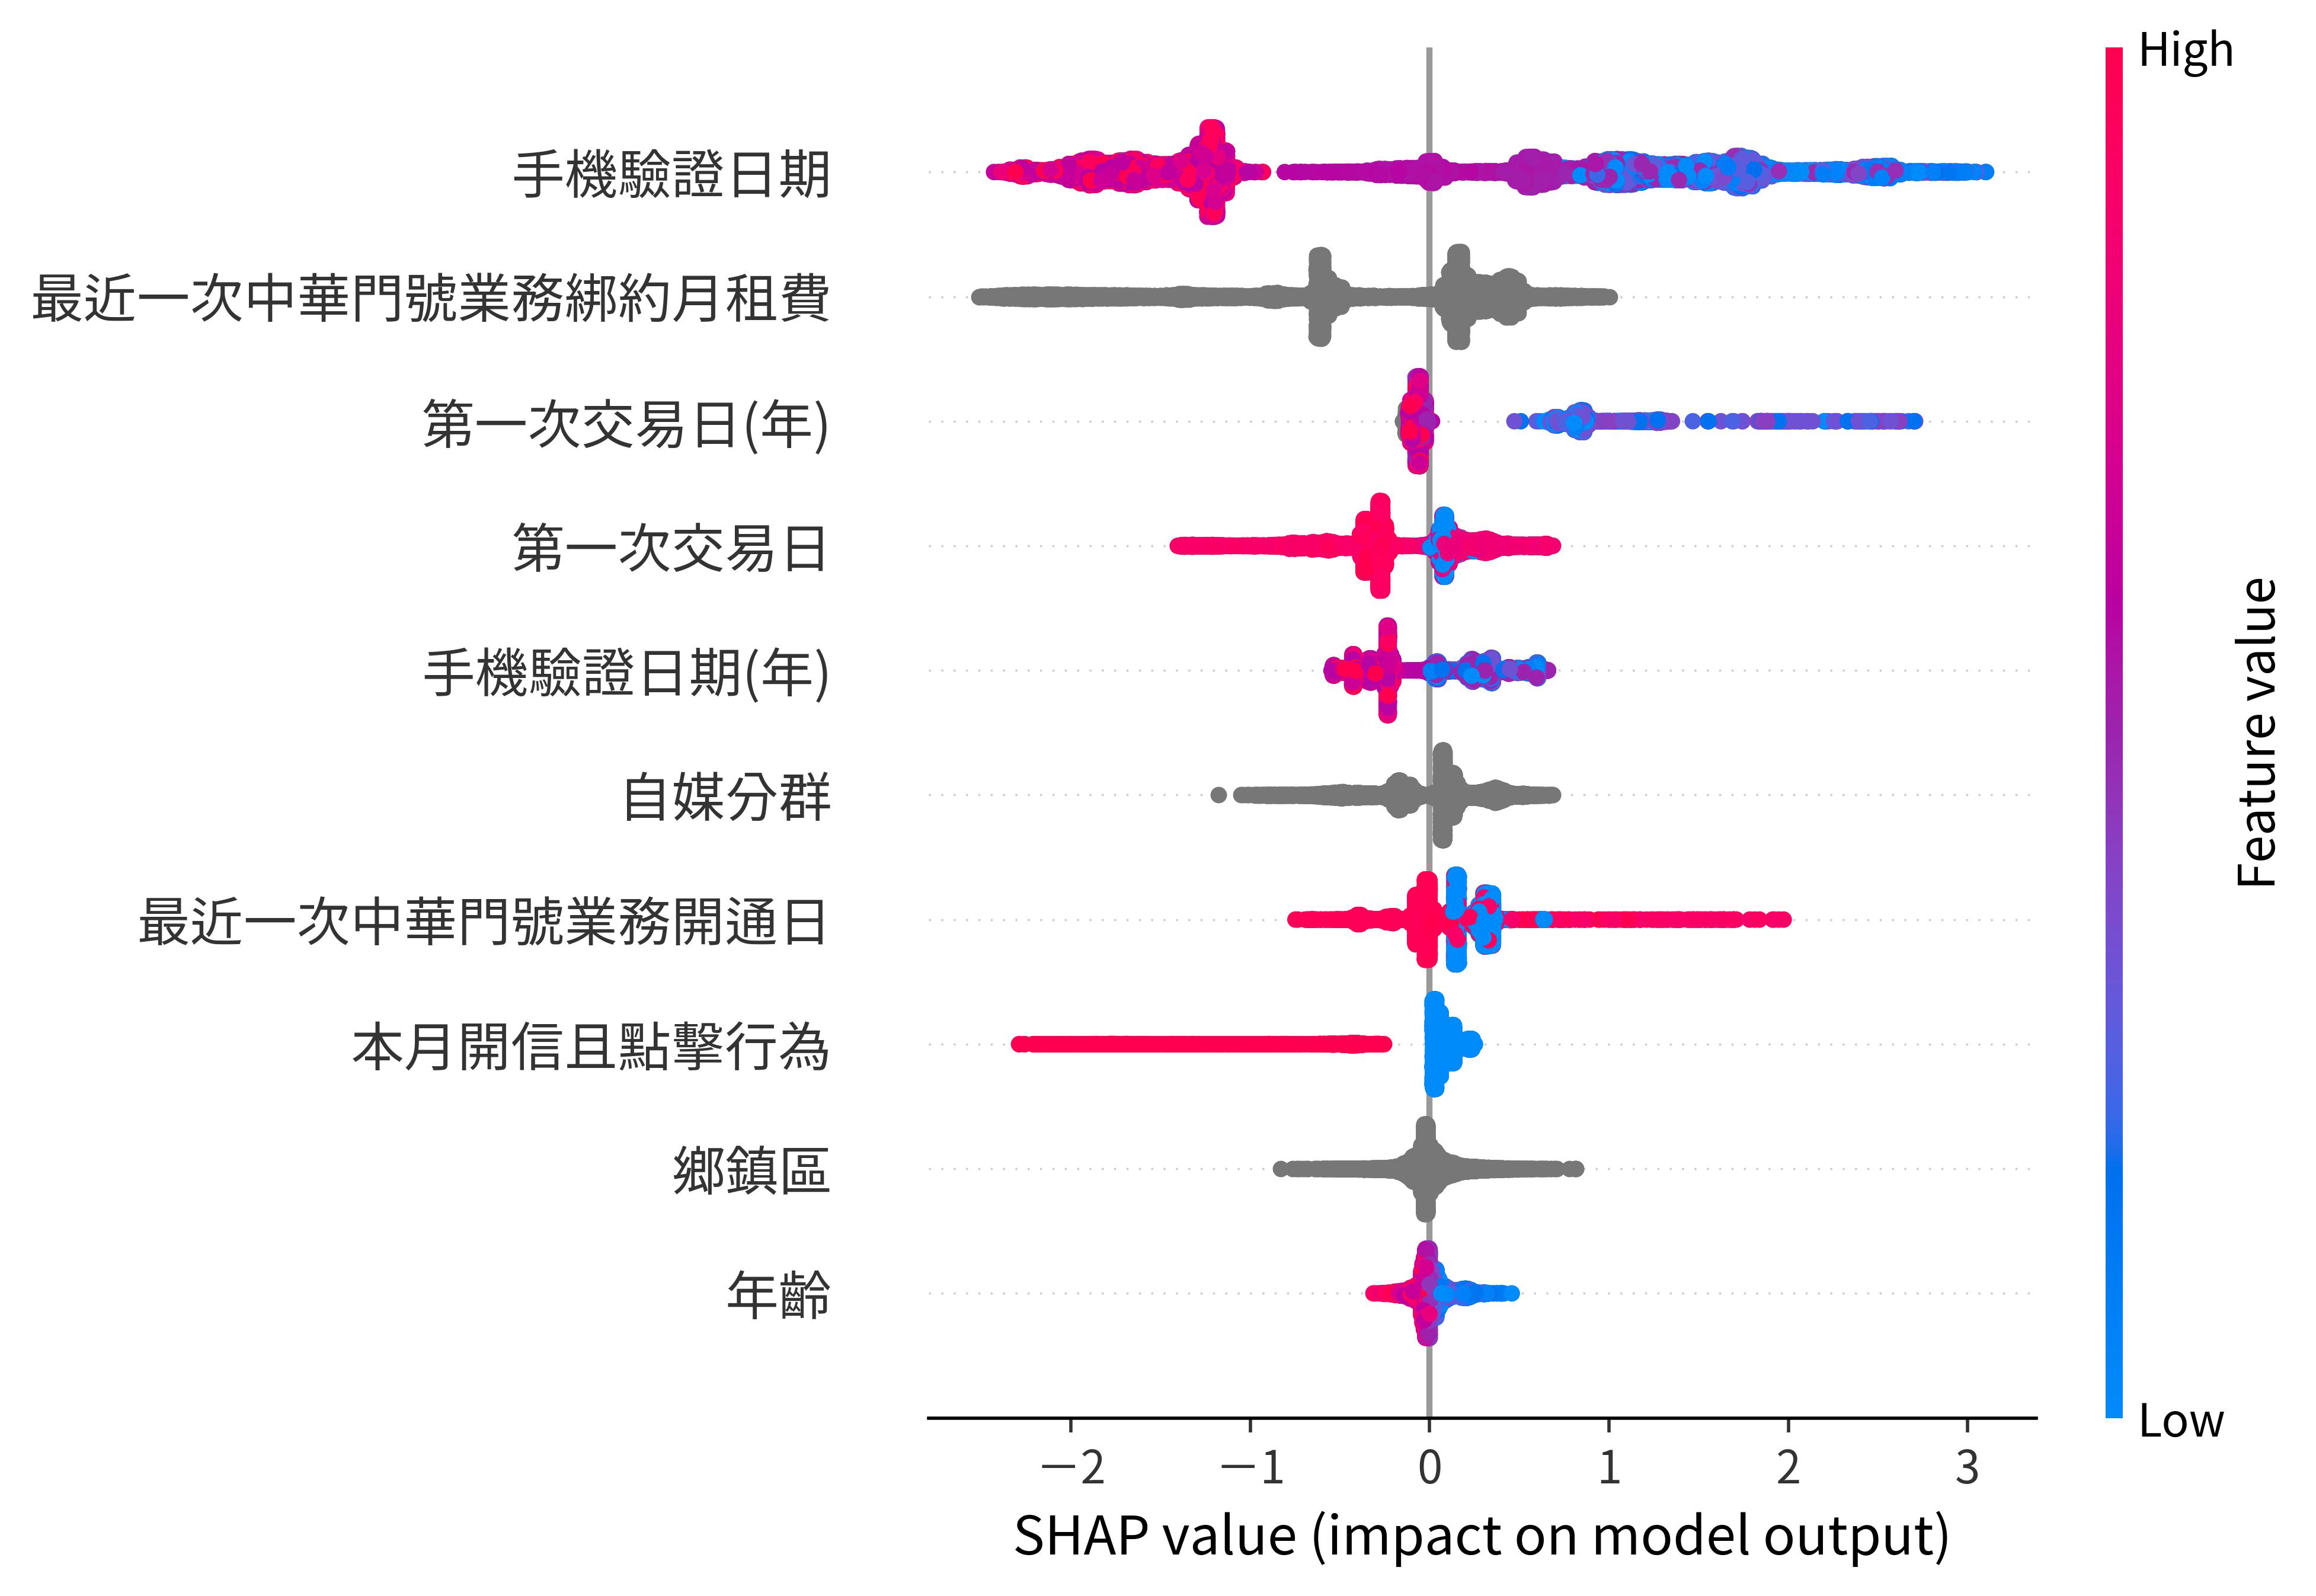 High
手機驗證日期
最近一次中華門號業務綁約月租費
第一次交易日(年)
第一次交易日
手機驗證日期(年)
自媒分群
最近一次中華門號業務開通日
本月開信且點擊行為
鄉鎮區
年齡
Feature value
Low
−2 −1 0 1 2 3
SHAP value (impact on model output)